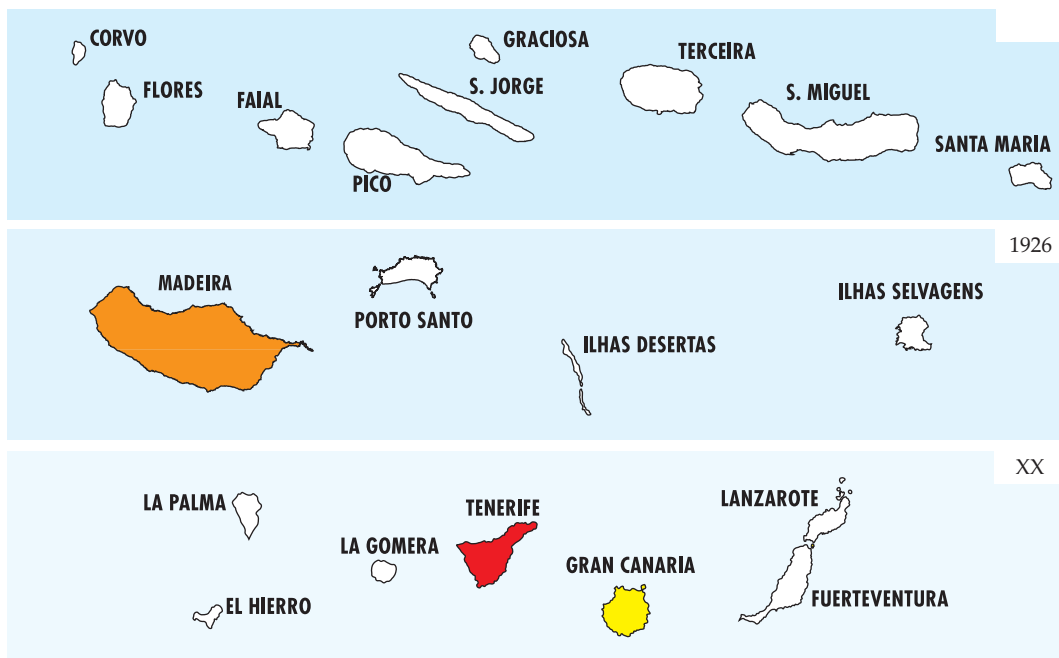 CORVO
GRACIOSA
TERCEIRA
FLORES
FAIAL
S. JORGE
S. MIGUEL
SANTA MARIA
PICO
1926
MADEIRA
ILHAS SELVAGENS
PORTO SANTO
ILHAS DESERTAS
XX
LA PALMA
TENERIFE
LANZAROTE
LA GOMERA
GRAN CANARIA
EL HIERRO
FUERTEVENTURA